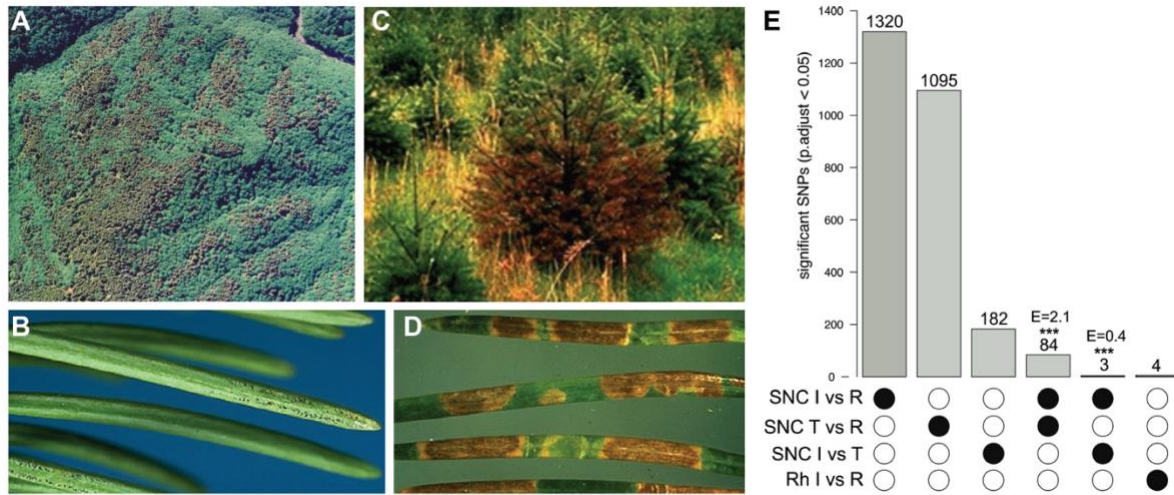 A
C
B
D
E
significant SNPs (p.adjust < 0.05)
1400
1200
1000
800
600
400
200
0
1320
1095
182
E=2.1
***
84
E=0.4
***
3
4
SNC I vs R
SNC T vs R
SNC I vs T
Rh I vs R